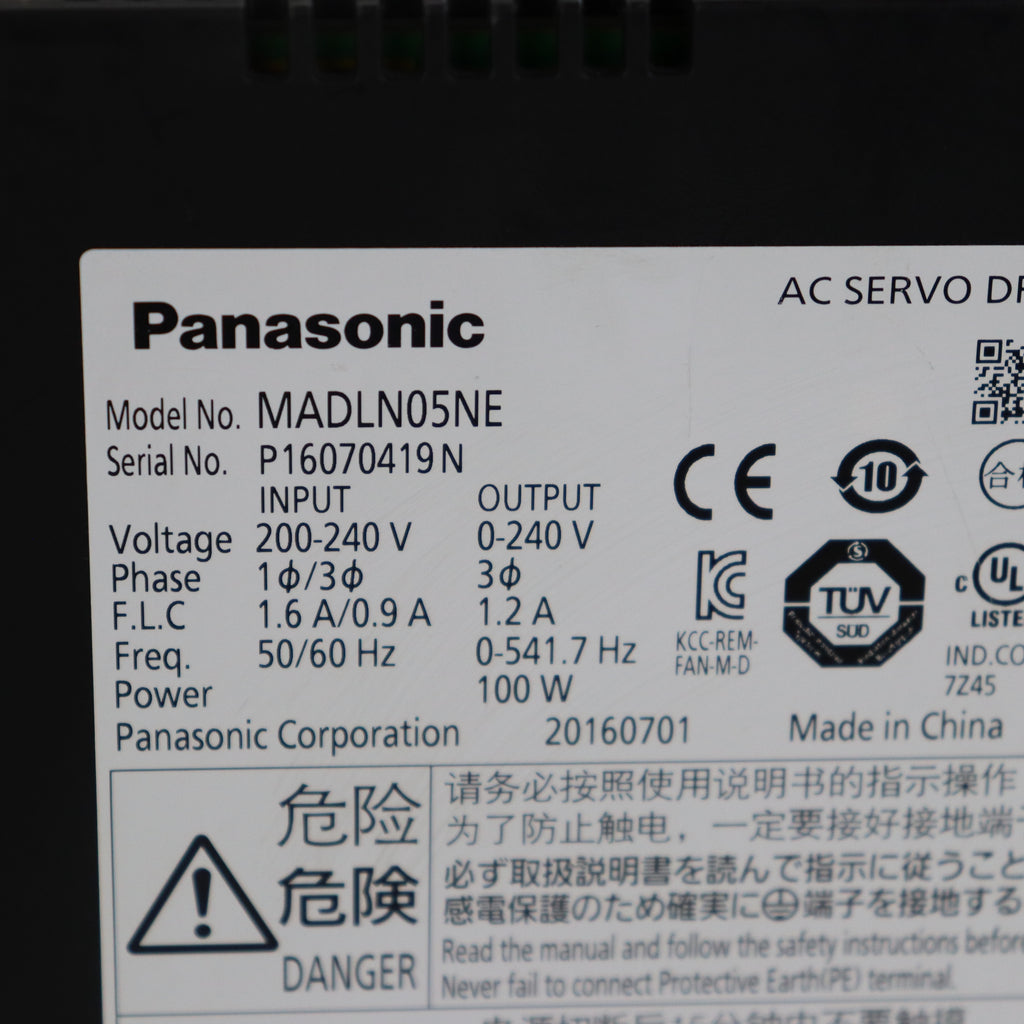 AC SERVO
Panasonic
Model No. MADLN05NE
Serial No. P16070419N
INPUT OUTPUT
Voltage 200-240 V 0-240 V
Phase 1ϕ/3ϕ 3ϕ
F.L.C 1.6 A/0.9 A 1.2 A
Freq. 50/60 Hz 0-541.7 Hz
Power 100 W
CE
10
合
KCC-REM-
FAN-M-D
TÜV
SÜD
c UL
LISTE
IND.CO
7Z45
Panasonic Corporation 20160701 Made in China
危险
危険
DANGER
请务必按照使用说明书的指示操作
为了防止触电，一定要接好接地端
必ず取扱説明書を読んで指示に従うこと
感電保護のため確実に⏚端子を接地する
Read the manual and follow the safety instructions before
Never fail to connect Protective Earth(PE) terminal.